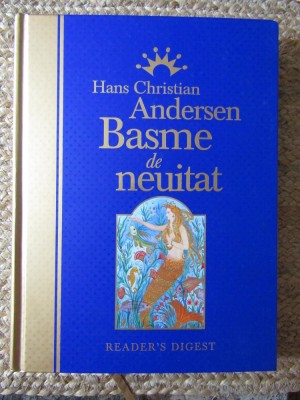 Hans Christian
Andersen
Basme
de
neuitat
READER'S DIGEST